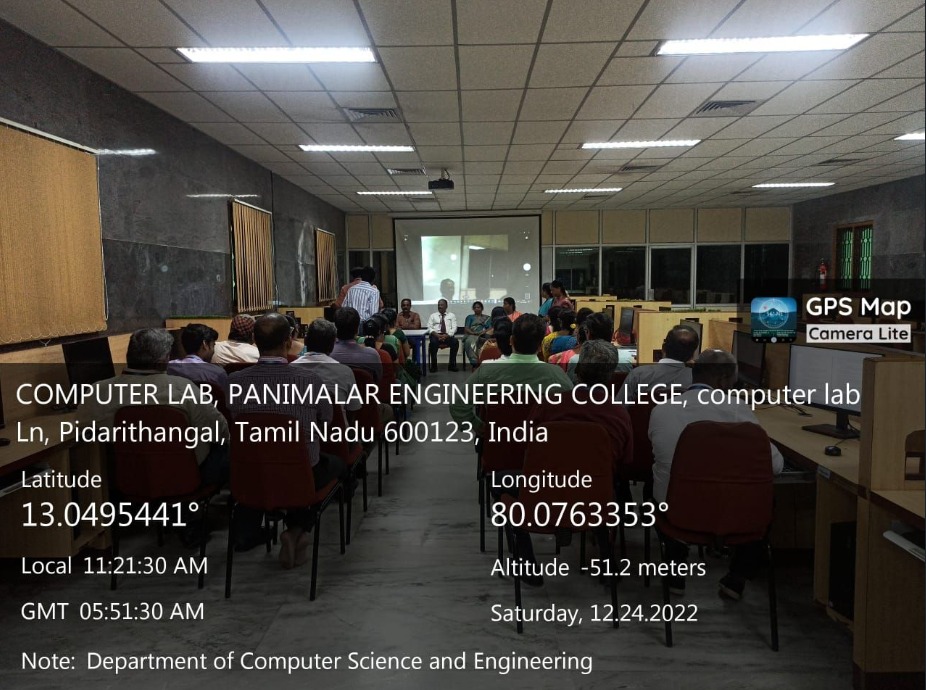 GPS Map
Camera Lite
COMPUTER LAB, PANIMALAR ENGINEERING COLLEGE, computer lab
Ln, Pidarithangal, Tamil Nadu 600123, India
Latitude
13.0495441°
Longitude
80.0763353°
Local 11:21:30 AM
Altitude -51.2 meters
GMT 05:51:30 AM
Saturday, 12.24.2022
Note: Department of Computer Science and Engineering